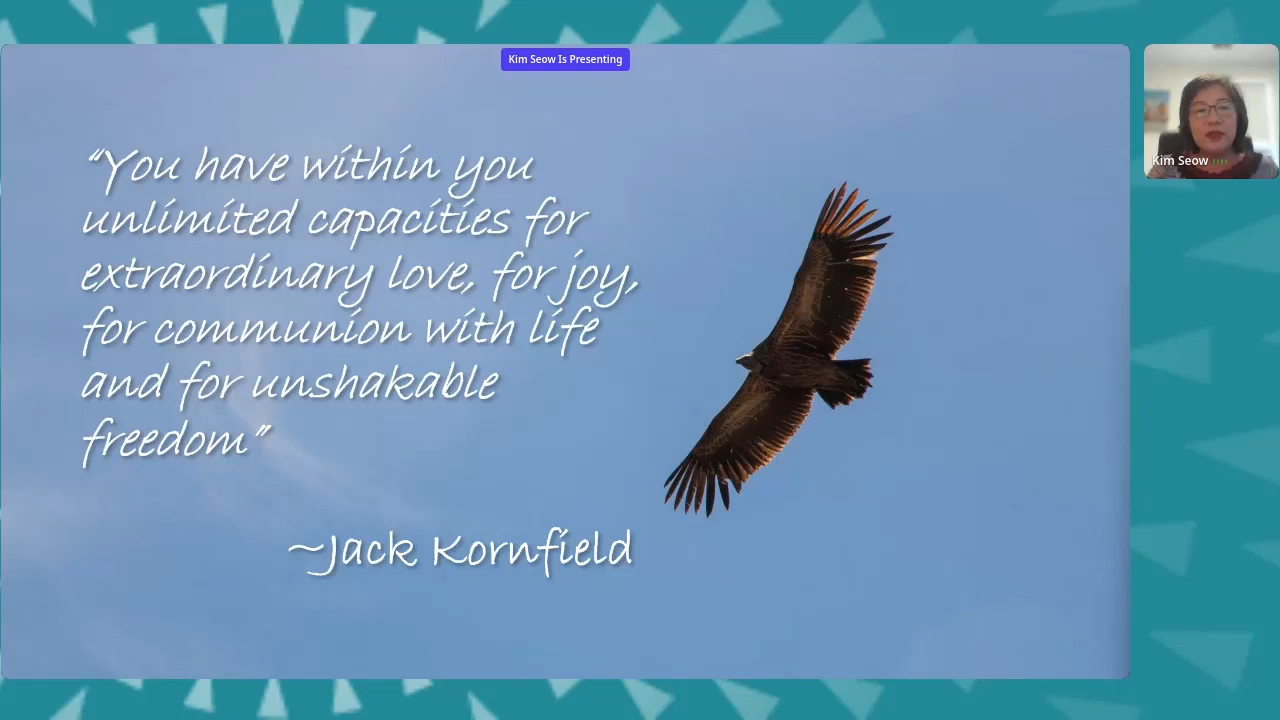 Kim Seow Is Presenting
“You have within you
unlimited capacities for
extraordinary love, for joy,
for communion with life
and for unshakable
freedom”
~Jack Kornfield
Kim Seow